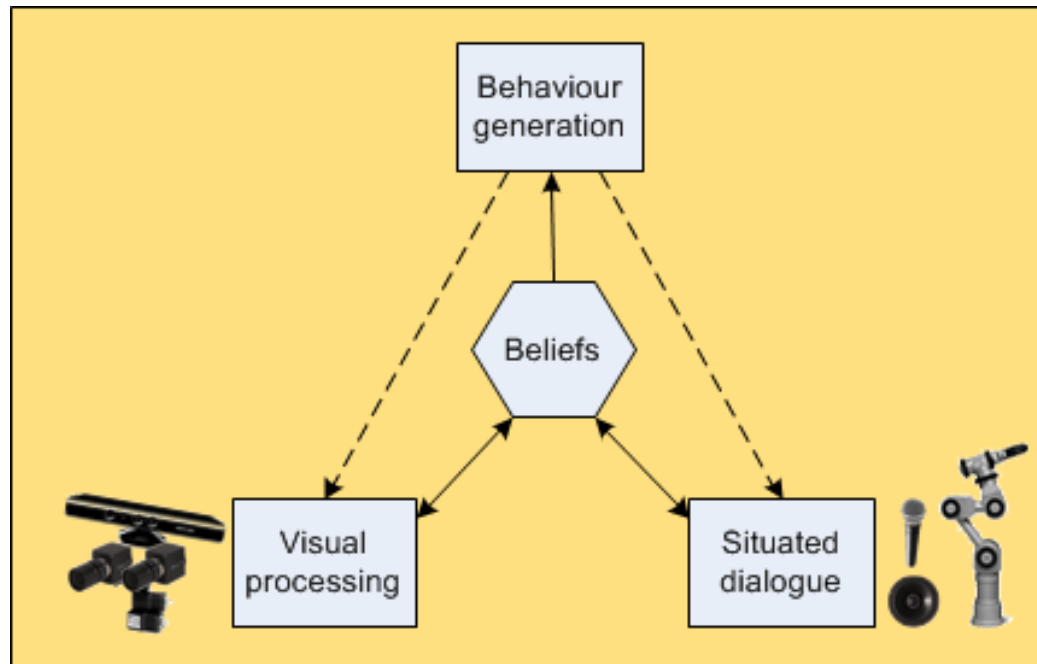 Behaviour
generation
Beliefs
Visual
processing
Situated
dialogue